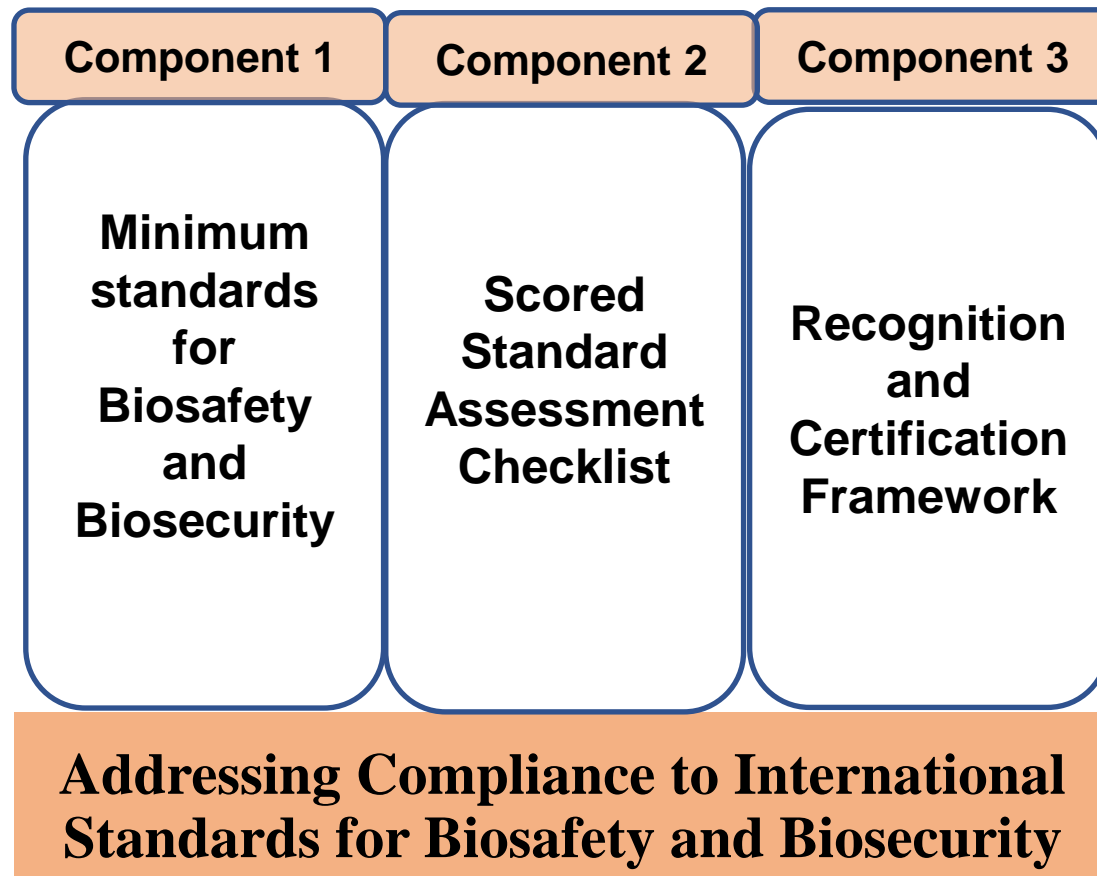 Component 1
Component 2
Component 3
Minimum
standards
for
Biosafety
and
Biosecurity
Scored
Standard
Assessment
Checklist
Recognition
and
Certification
Framework
Addressing Compliance to International
Standards for Biosafety and Biosecurity